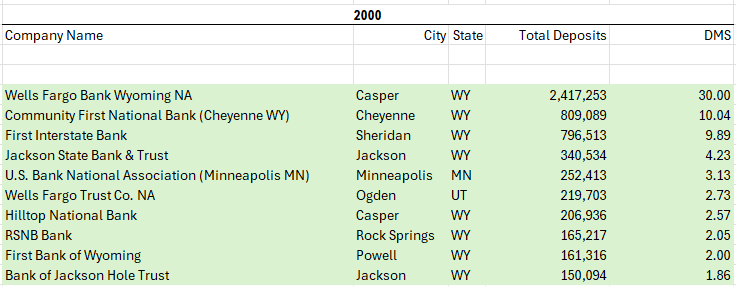 2000
Company Name City State Total Deposits DMS
Wells Fargo Bank Wyoming NA Casper WY 2,417,253 30.00
Community First National Bank (Cheyenne WY) Cheyenne WY 809,089 10.04
First Interstate Bank Sheridan WY 796,513 9.89
Jackson State Bank & Trust Jackson WY 340,534 4.23
U.S. Bank National Association (Minneapolis MN) Minneapolis MN 252,413 3.13
Wells Fargo Trust Co. NA Ogden UT 219,703 2.73
Hilltop National Bank Casper WY 206,936 2.57
RSNB Bank Rock Springs WY 165,217 2.05
First Bank of Wyoming Powell WY 161,316 2.00
Bank of Jackson Hole Trust Jackson WY 150,094 1.86